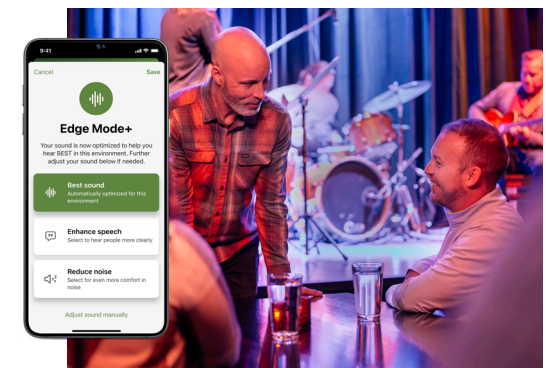 9:41
Cancel Save
Edge Mode+
Your sound is now optimized to help you
hear BEST in this environment. Further
adjust your sound below if needed.
Best sound
Automatically optimized for this
environment
Enhance speech
Select to hear people more clearly
Reduce noise
Select for even more comfort in
noise
Adjust sound manually